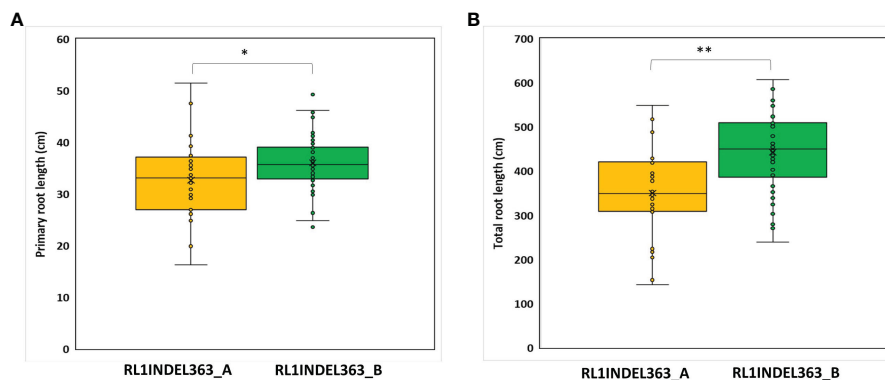 A
Primary root length (cm)
60
50
40
30
20
10
0
*
RL1INDEL363_A
RL1INDEL363_B
B
Total root length (cm)
700
600
500
400
300
200
100
0
**
RL1INDEL363_A
RL1INDEL363_B